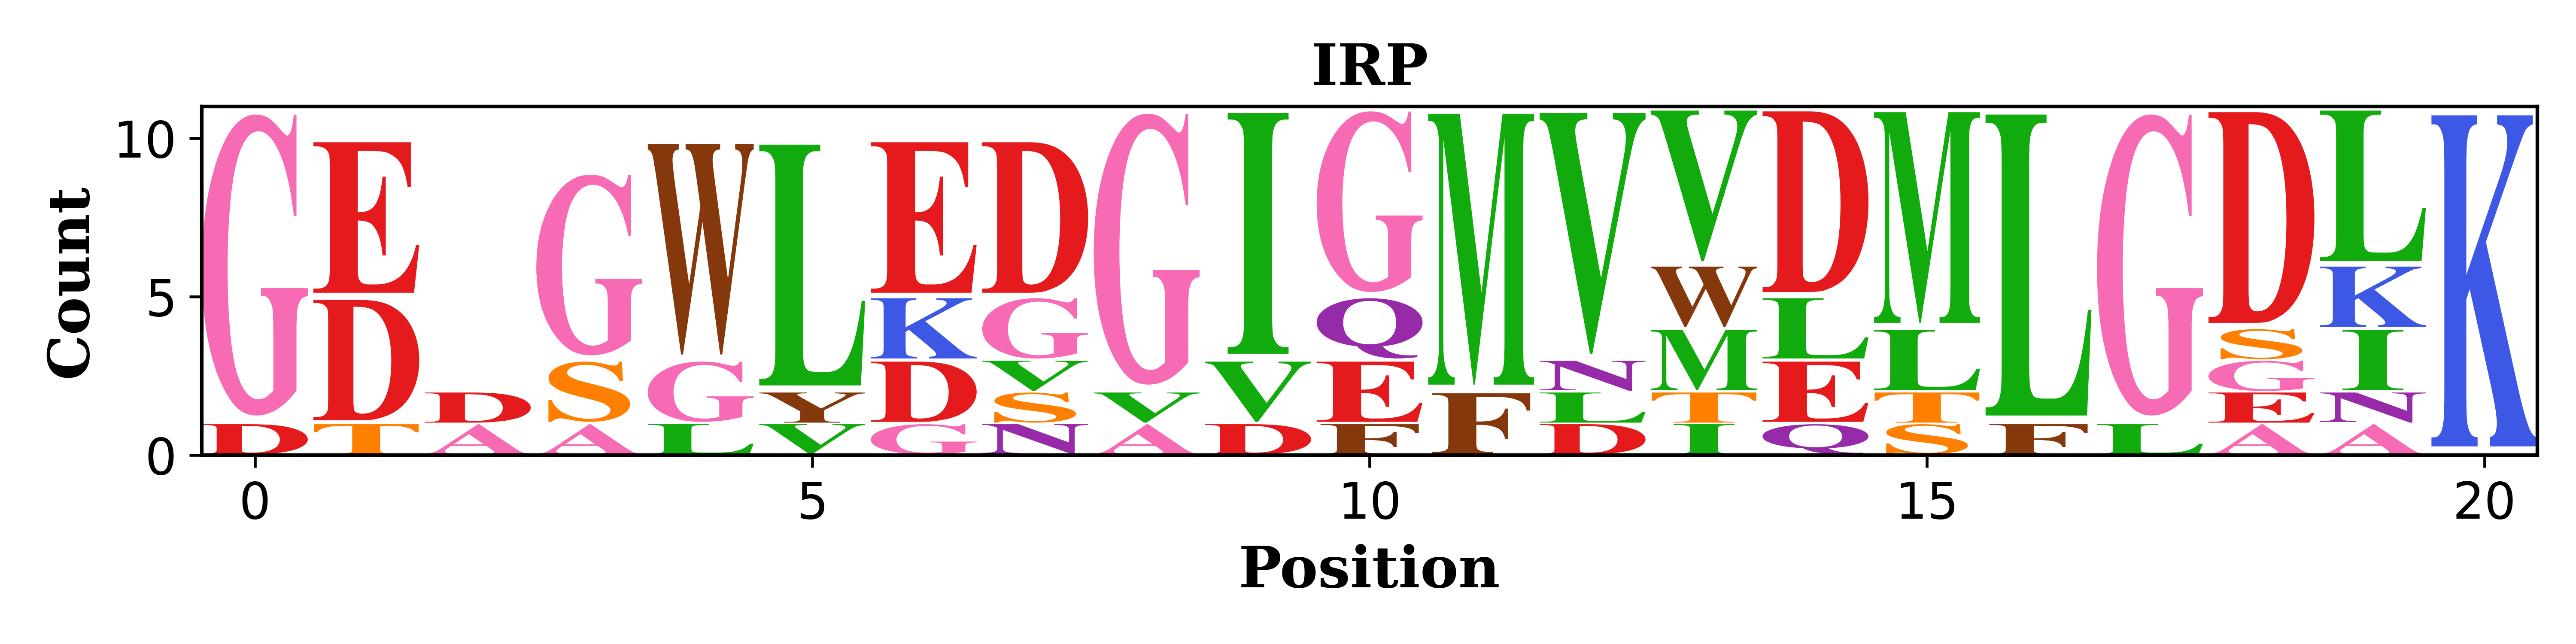 IRP
Count
10
5
0
G D
E D T
D A
G S A
W G L
L Y V
E K D G
D G V S N
G V A
I V D
G Q E F
M F
V N L D
V W M T I
D L E Q
M L T S
L F
G L
D S G E A
L K I N A
K
0 5 10 15 20
Position